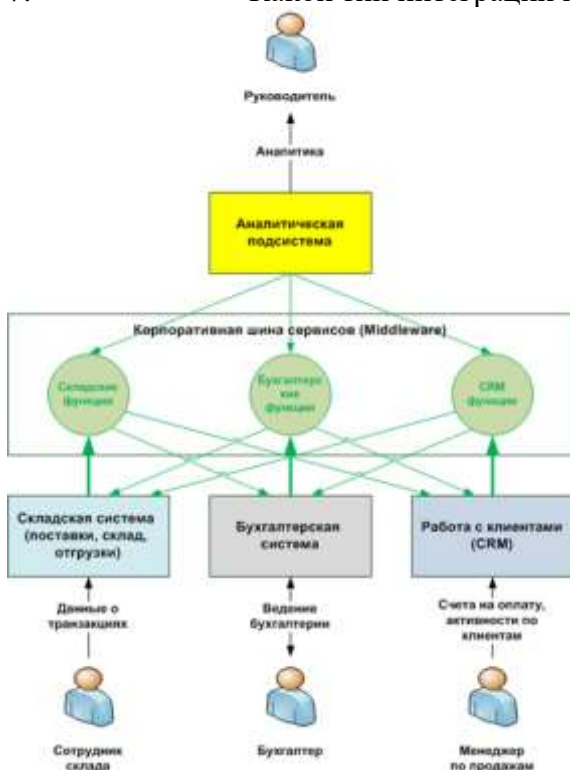 Руководитель
Аналитика
Аналитическая
подсистема
Корпоративная шина сервисов (Middleware)
Складские
функции
Бухгалтерс
кие
функции
CRM
функции
Складская система
(поставки, склад,
отгрузки)
Бухгалтерская
система
Работа с клиентами
(CRM)
Данные о
транзакциях
Ведение
бухгалтерии
Счета на оплату,
активности по
клиентам
Сотрудник
склада
Бухгалтер
Менеджер
по продажам